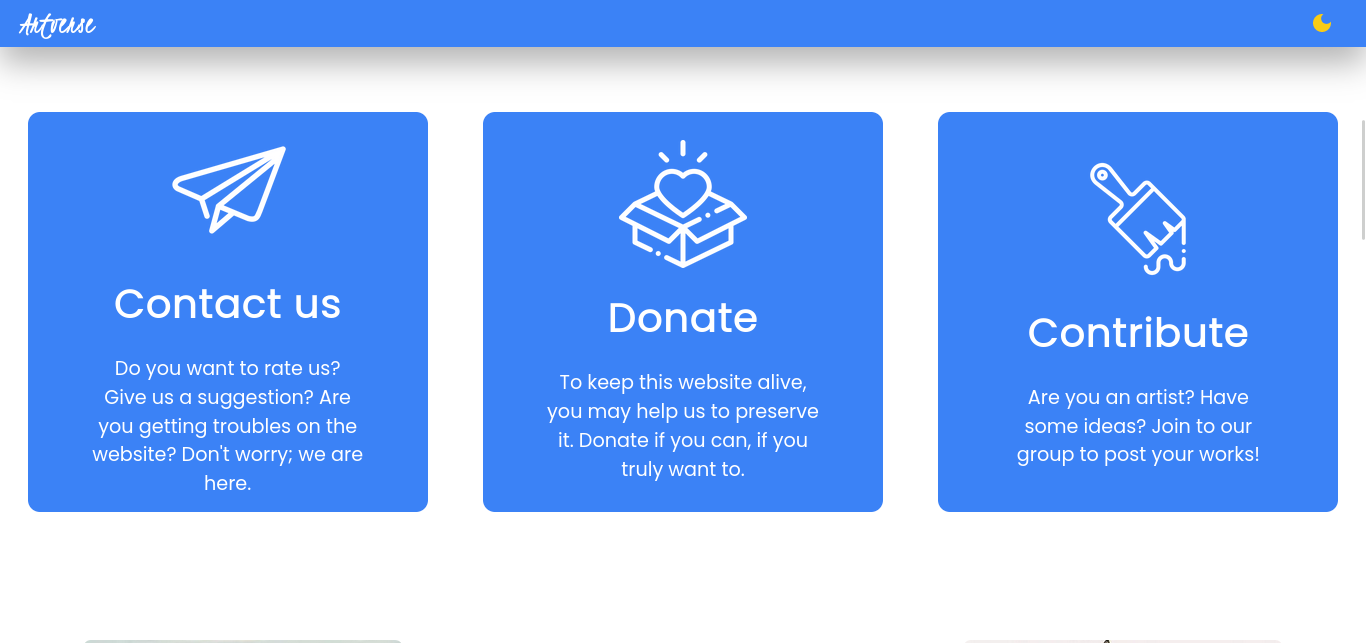 Artverse
Contact us
Do you want to rate us?
Give us a suggestion? Are
you getting troubles on the
website? Don't worry; we are
here.
Donate
To keep this website alive,
you may help us to preserve
it. Donate if you can, if you
truly want to.
Contribute
Are you an artist? Have
some ideas? Join to our
group to post your works!